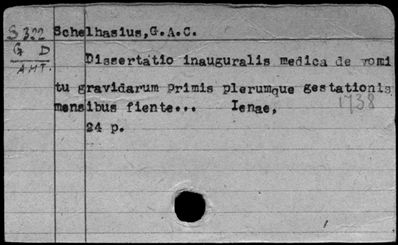 S 322 Schelhasius,G.A.C.
G D
AHT.
Dissertatio inauguralis medica de vomi
tu gravidarum primis plerumque gestationis
mensibus fiente... Ienae,
1738
24 p.